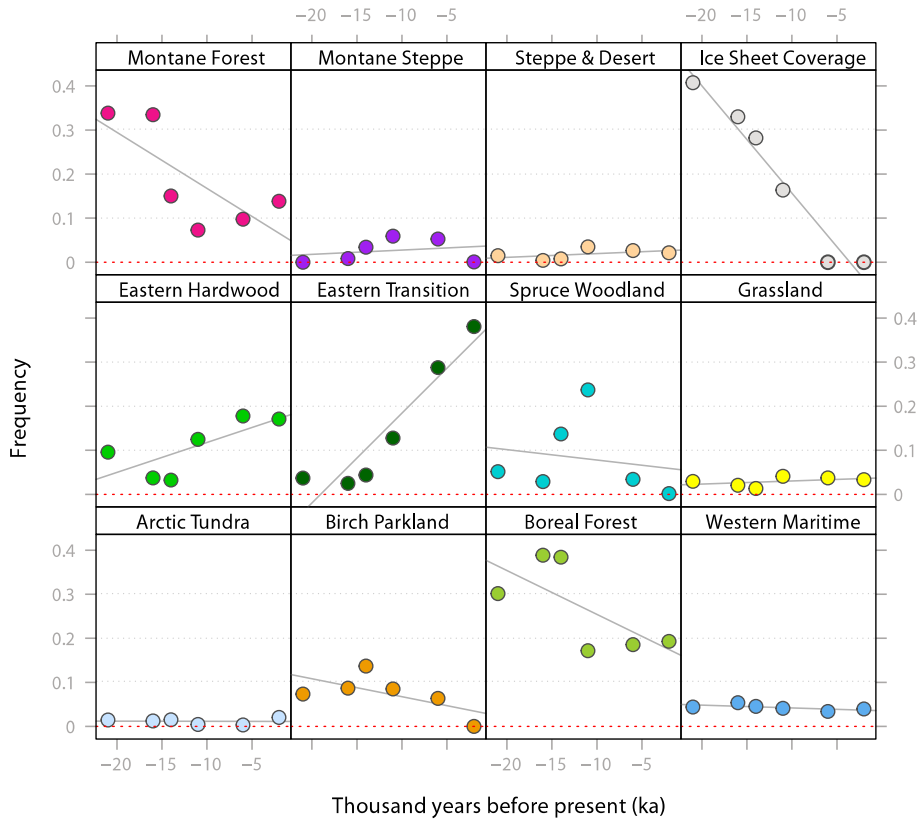 −20 −15 −10 −5 −20 −15 −10 −5
Montane Forest Montane Steppe Steppe & Desert Ice Sheet Coverage
0.4
0.3
0.2
0.1
0
Eastern Hardwood Eastern Transition Spruce Woodland Grassland
0.4
0.3
0.2
0.1
0
Frequency
Arctic Tundra Birch Parkland Boreal Forest Western Maritime
0.4
0.3
0.2
0.1
0
−20 −15 −10 −5 −20 −15 −10 −5
Thousand years before present (ka)